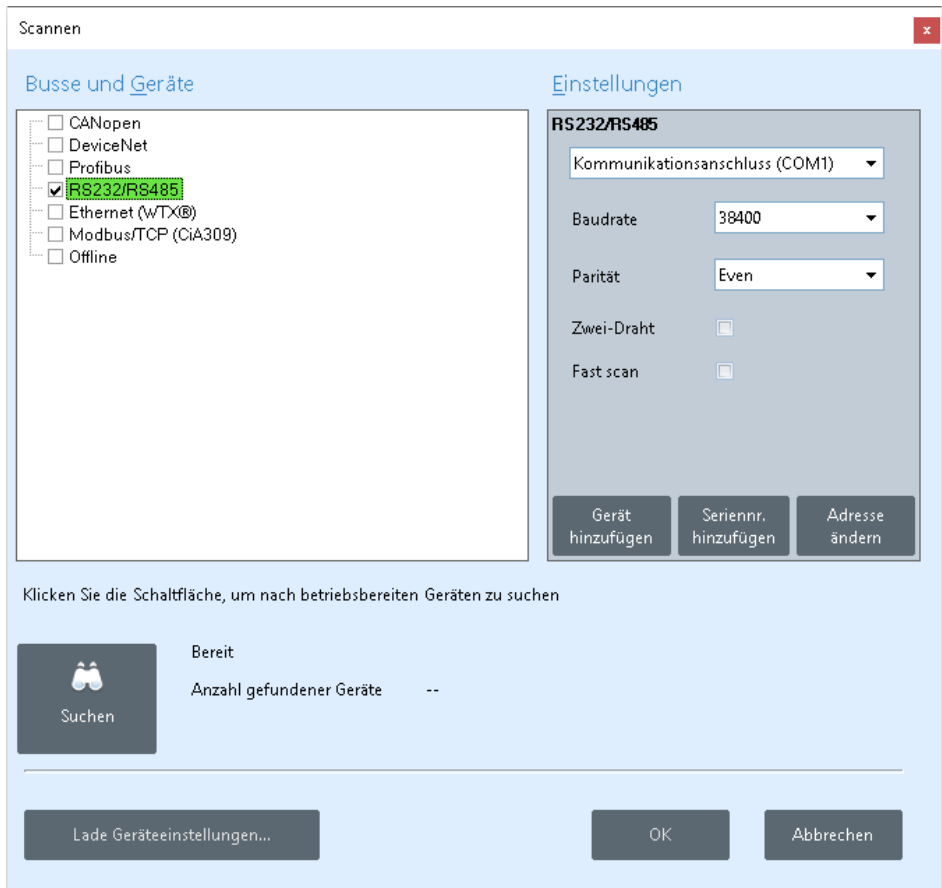 Scannen
x
Busse und Geräte
CANopen
DeviceNet
Profibus
RS232/RS485
Ethernet (WTX®)
Modbus/TCP (CiA309)
Offline
Einstellungen
RS232/RS485
Kommunikationsanschluss (COM1)
Baudrate 38400
Parität Even
Zwei-Draht
Fast scan
Gerät hinzufügen
Seriennr. hinzufügen
Adresse ändern
Klicken Sie die Schaltfläche, um nach betriebsbereiten Geräten zu suchen
Suchen
Bereit
Anzahl gefundener Geräte --
Lade Geräteeinstellungen...
OK
Abbrechen